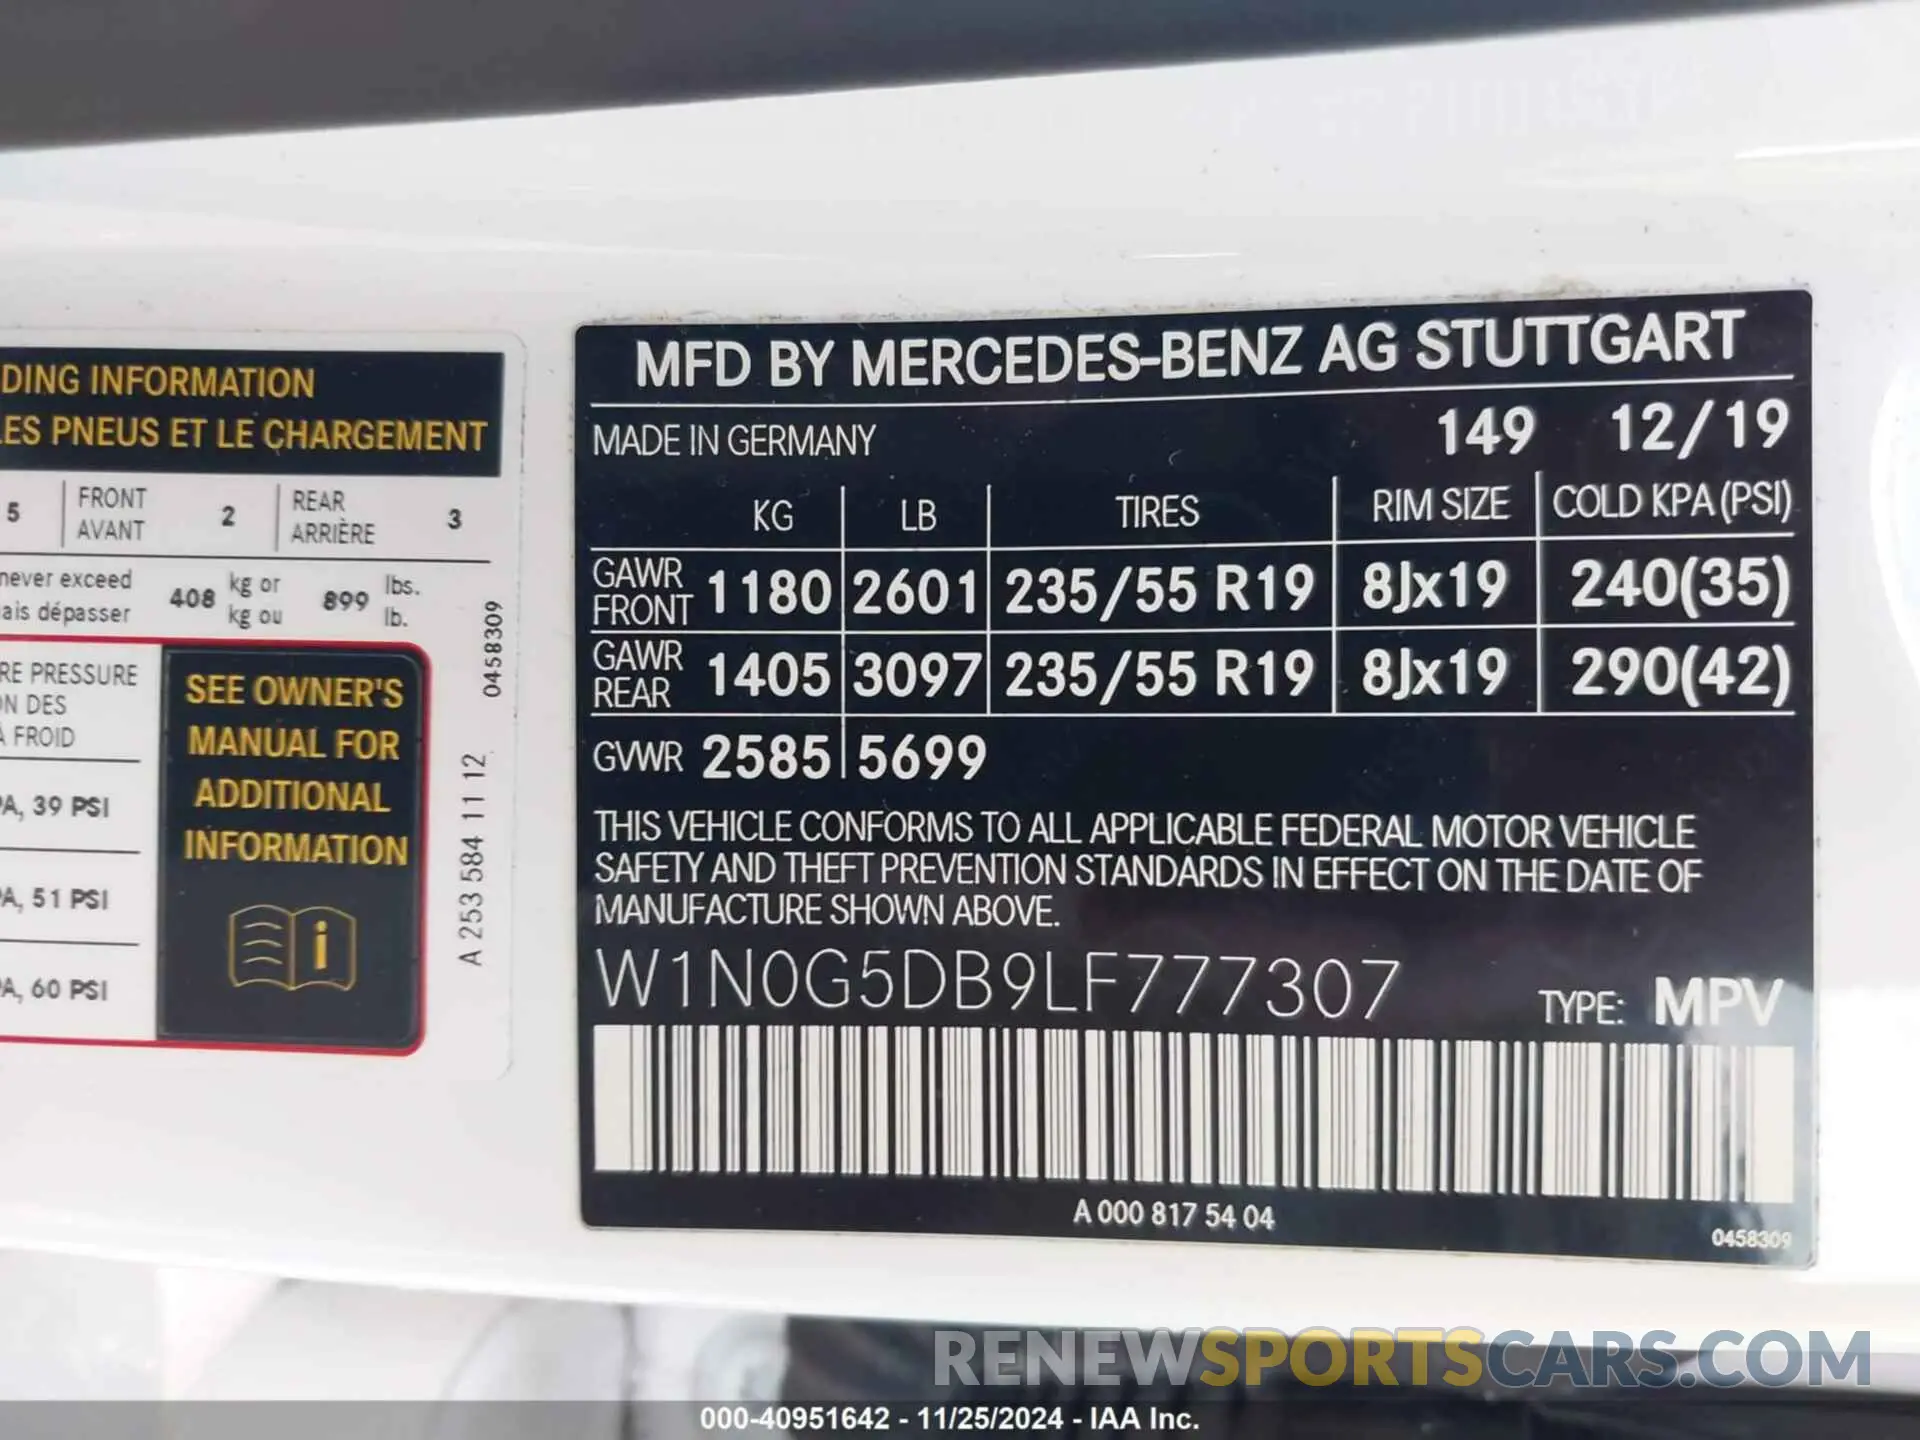 DING INFORMATION
LES PNEUS ET LE CHARGEMENT
5 FRONT AVANT 2 REAR ARRIÈRE 3
never exceed 408 kg or 899 lbs.
ais dépasser kg ou lb.
RE PRESSURE
ON DES
À FROID
PA, 39 PSI
PA, 51 PSI
PA, 60 PSI
SEE OWNER'S
MANUAL FOR
ADDITIONAL
INFORMATION
i
0458309
A 253 584 11 12
MFD BY MERCEDES-BENZ AG STUTTGART
MADE IN GERMANY 149 12/19
KG LB TIRES RIM SIZE COLD KPA (PSI)
GAWR FRONT 1180 2601 235/55 R19 8Jx19 240(35)
GAWR REAR 1405 3097 235/55 R19 8Jx19 290(42)
GVWR 2585 5699
THIS VEHICLE CONFORMS TO ALL APPLICABLE FEDERAL MOTOR VEHICLE
SAFETY AND THEFT PREVENTION STANDARDS IN EFFECT ON THE DATE OF
MANUFACTURE SHOWN ABOVE.
W1N0G5DB9LF777307 TYPE: MPV
A 000 817 54 04
0458309
RENEWSPORTSCARS.COM
000-40951642 - 11/25/2024 - IAA Inc.